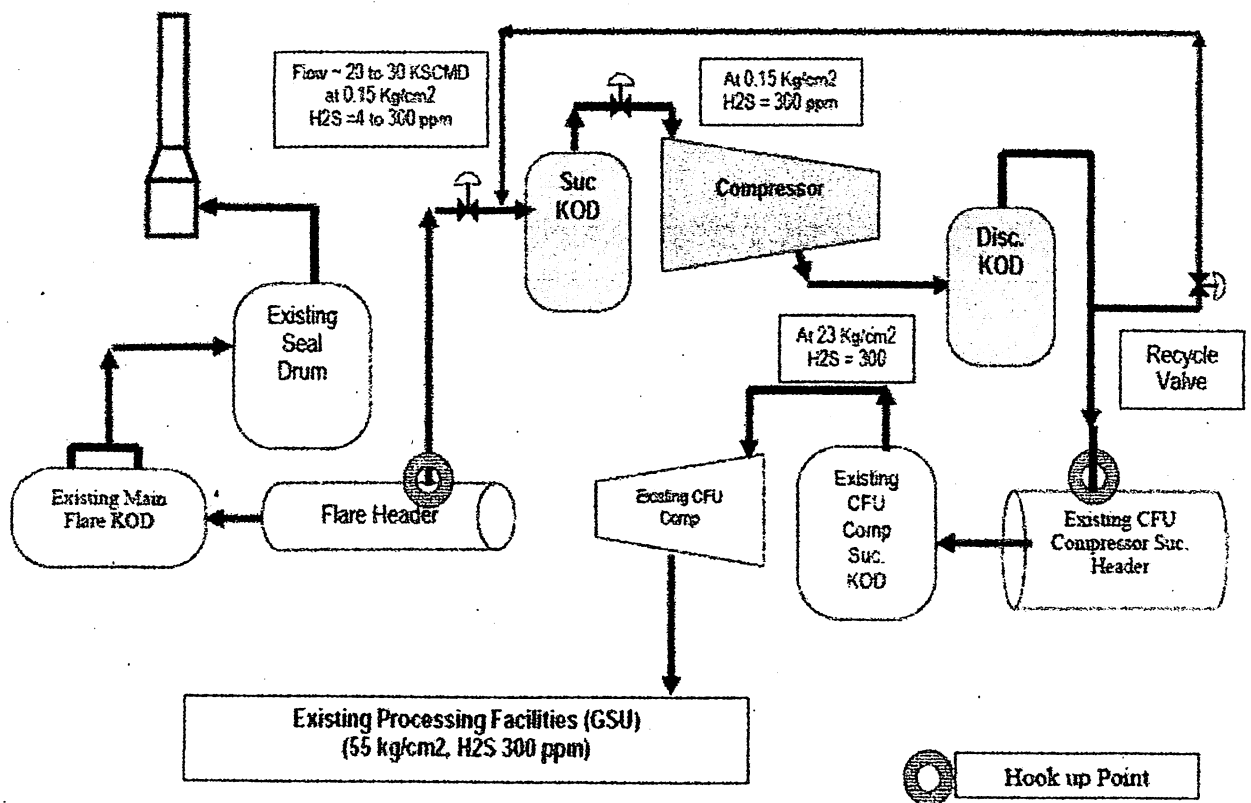 Flow ~ 20 to 30 KSCMD
at 0.15 Kg/cm2
H2S =4 to 300 ppm
At 0.15 Kg/cm2
H2S = 300 ppm
Suc
KOD
Compressor
Disc.
KOD
Existing
Seal
Drum
At 23 Kg/cm2
H2S = 300
Recycle
Valve
Existing Main
Flare KOD
Flare Header
Existing CFU
Comp
Existing
CFU
Comp
Suc.
KOD
Existing CFU
Compressor Suc.
Header
Existing Processing Facilities (GSU)
(55 kg/cm2, H2S 300 ppm)
Hook up Point